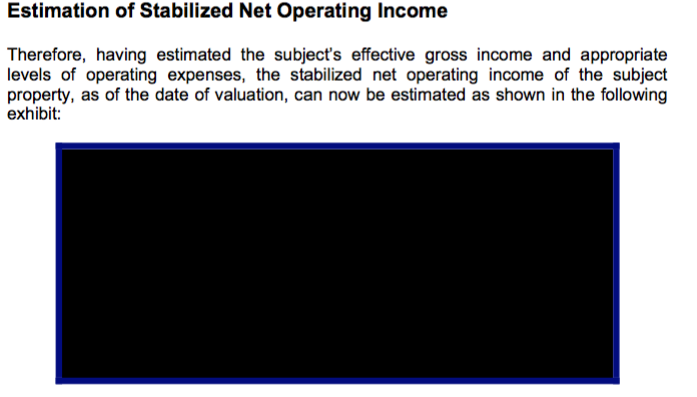 Estimation of Stabilized Net Operating Income
Therefore, having estimated the subject's effective gross income and appropriate
levels of operating expenses, the stabilized net operating income of the subject
property, as of the date of valuation, can now be estimated as shown in the following
exhibit: